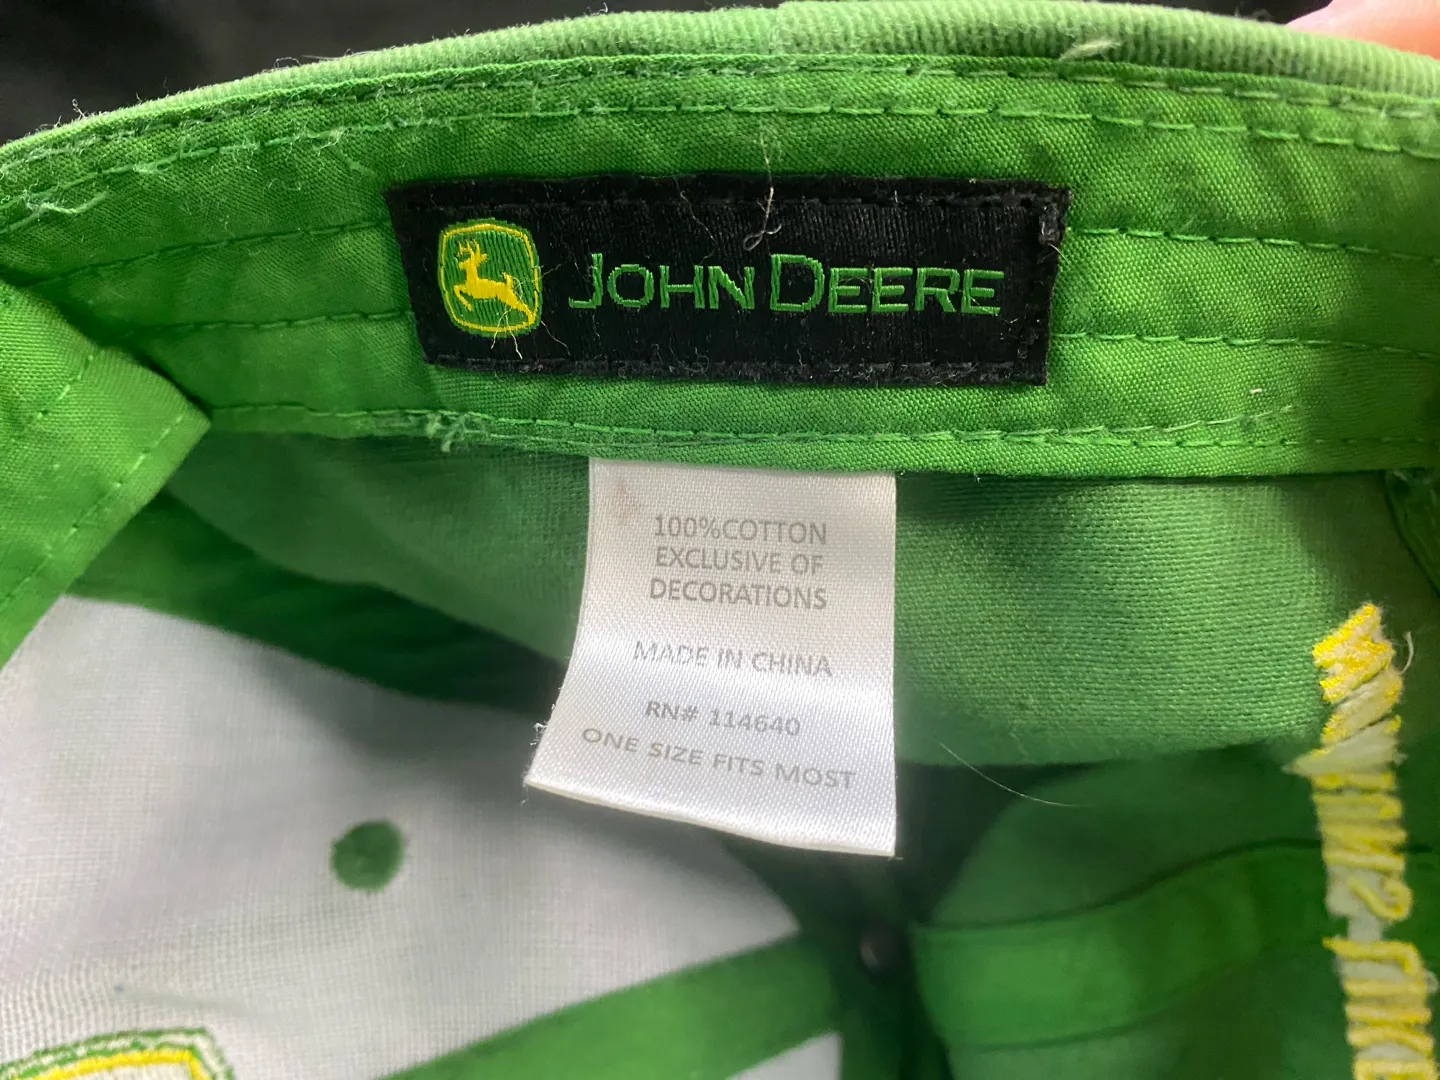 JOHN DEERE
100%COTTON
EXCLUSIVE OF
DECORATIONS
MADE IN CHINA
RN# 114640
ONE SIZE FITS MOST